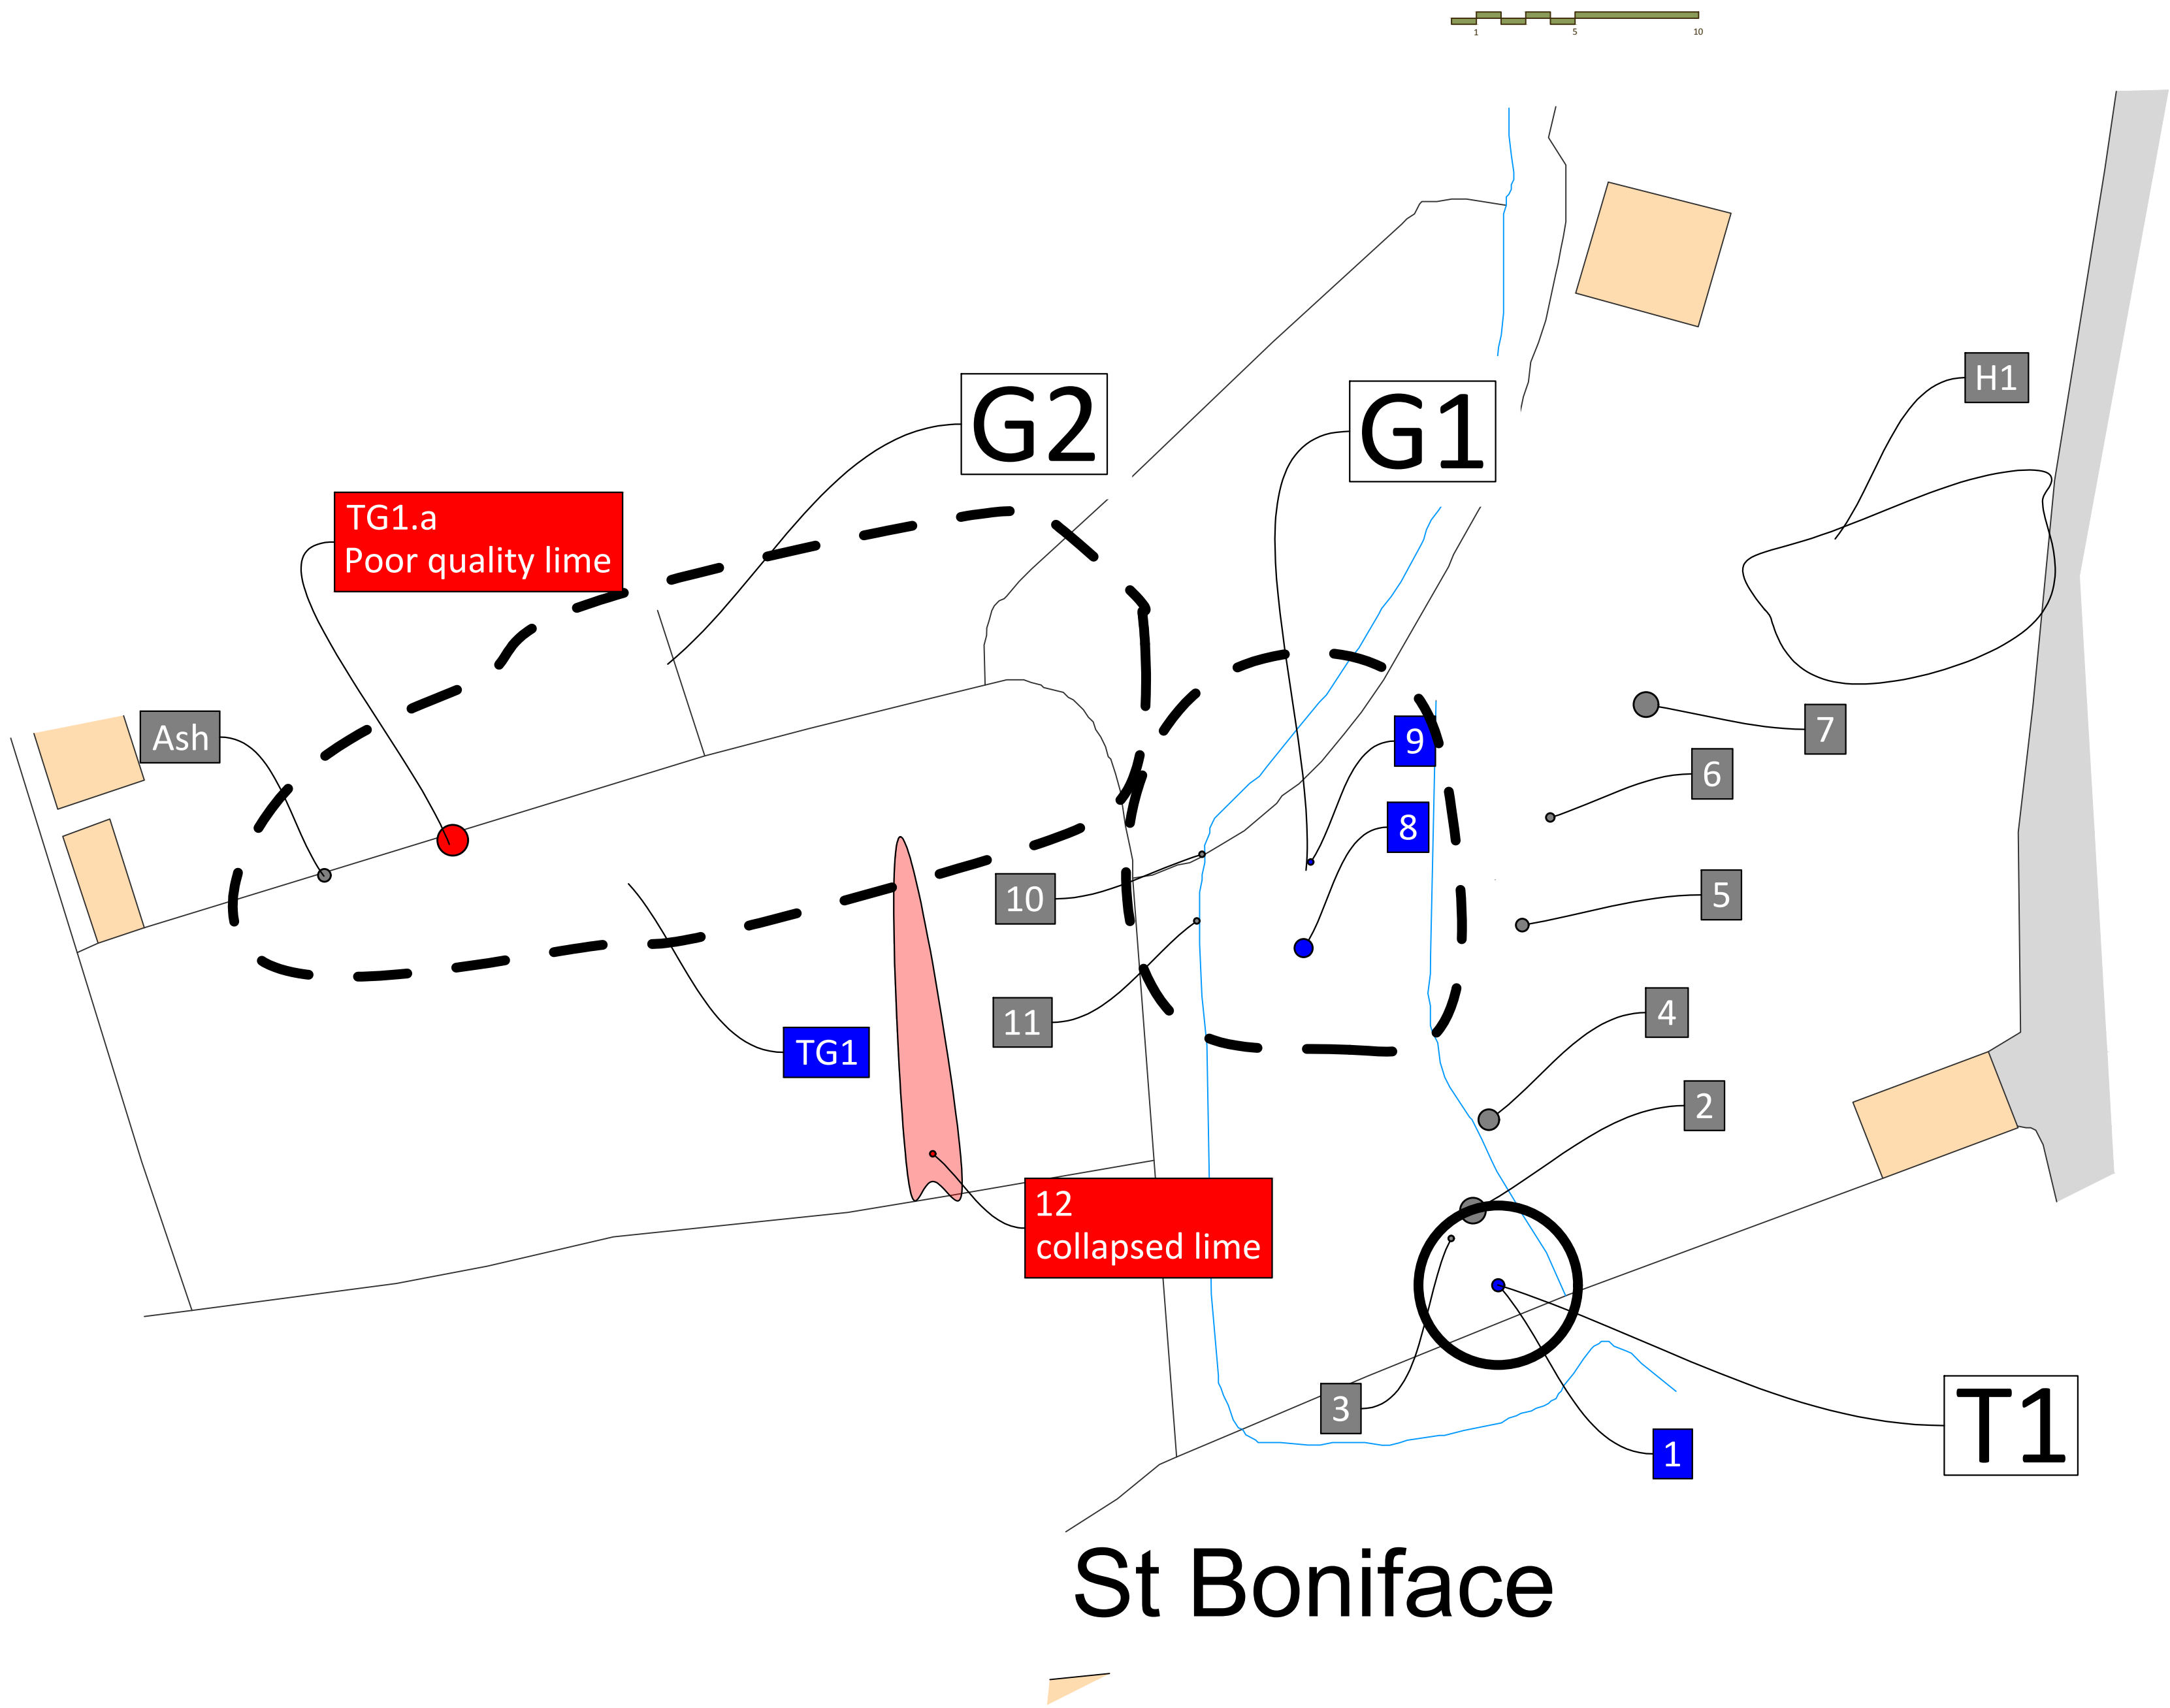 1 5 10
H1
G2
G1
TG1.a
Poor quality lime
Ash
9
7
6
8
10
5
11
4
TG1
2
12
collapsed lime
3
T1
1
St Boniface